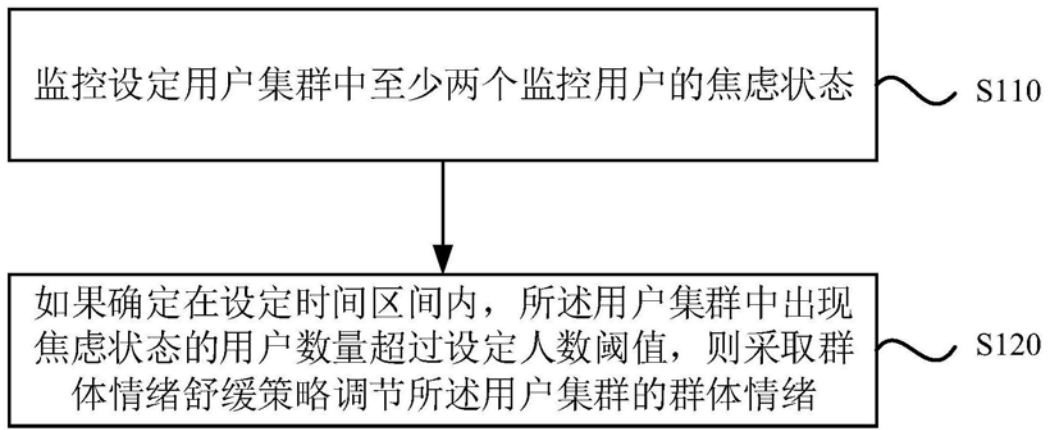 监控设定用户集群中至少两个监控用户的焦虑状态
S110
如果确定在设定时间区间内，所述用户集群中出现
焦虑状态的用户数量超过设定人数阈值，则采取群
体情绪舒缓策略调节所述用户集群的群体情绪
S120